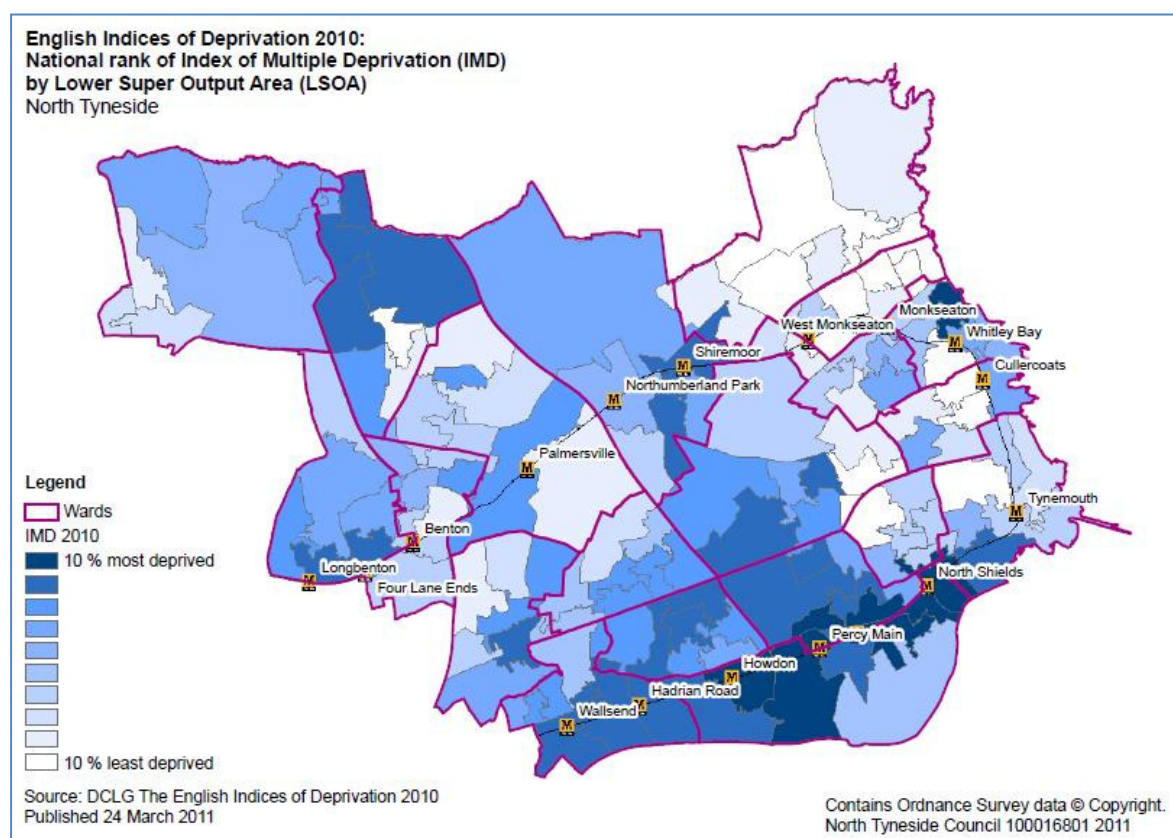 English Indices of Deprivation 2010:
National rank of Index of Multiple Deprivation (IMD)
by Lower Super Output Area (LSOA)
North Tyneside
Monkseaton
West Monkseaton
Whitley Bay
Shiremoor
Cullercoats
Northumberland Park
Palmersville
Tynemouth
Benton
Longbenton
Four Lane Ends
North Shields
Percy Main
Howdon
Hadrian Road
Wallsend
Legend
Wards
IMD 2010
10 % most deprived
10 % least deprived
Source: DCLG The English Indices of Deprivation 2010
Published 24 March 2011
Contains Ordnance Survey data © Copyright.
North Tyneside Council 100016801 2011